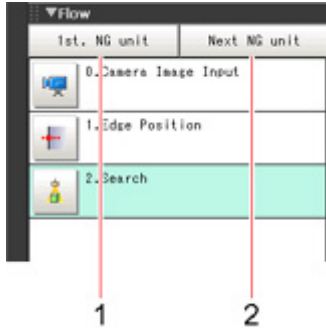 ▼Flow
1st. NG unit
Next NG unit
0.Camera Image Input
1.Edge Position
2.Search
1
2